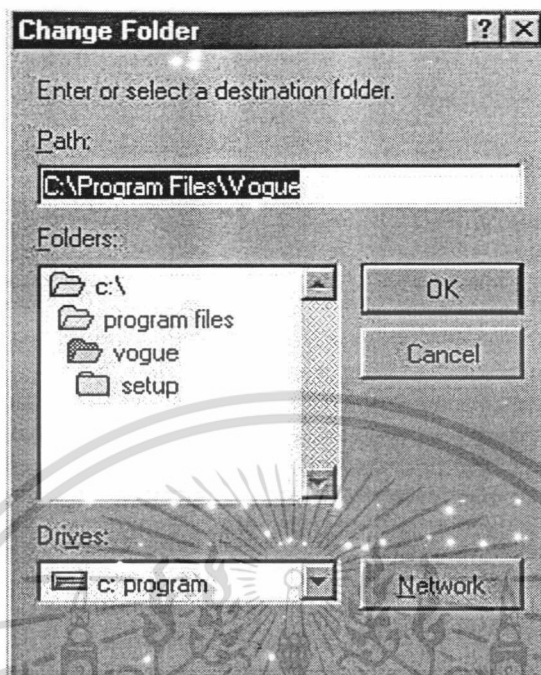 Change Folder
Enter or select a destination folder.
Path:
C:\Program Files\Vogue
Folders:
c:\
program files
vogue
setup
OK
Cancel
Drives:
c: program
Network